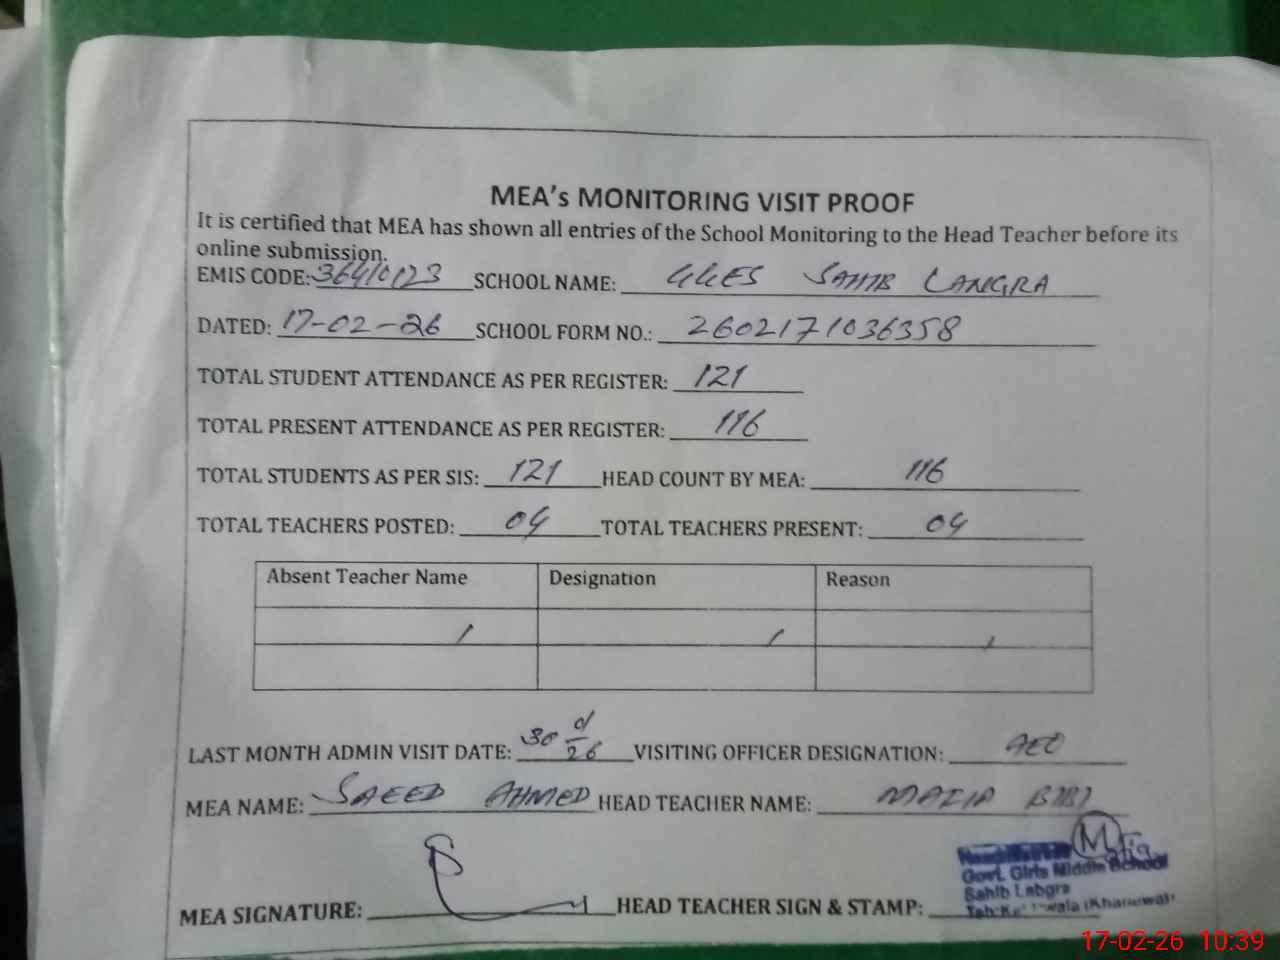 MEA's MONITORING VISIT PROOF
It is certified that MEA has shown all entries of the School Monitoring to the Head Teacher before its
online submission.
EMIS CODE: 36410123 SCHOOL NAME: GGES SAHIB LANGRA
DATED: 17-02-26 SCHOOL FORM NO.: 2602171036358
TOTAL STUDENT ATTENDANCE AS PER REGISTER: 121
TOTAL PRESENT ATTENDANCE AS PER REGISTER: 116
TOTAL STUDENTS AS PER SIS: 121 HEAD COUNT BY MEA: 116
TOTAL TEACHERS POSTED: 04 TOTAL TEACHERS PRESENT: 04
Absent Teacher Name Designation Reason
LAST MONTH ADMIN VISIT DATE: 30 01/26 VISITING OFFICER DESIGNATION: AEO
MEA NAME: SAEED AHMED HEAD TEACHER NAME: BIBI
MEA SIGNATURE: HEAD TEACHER SIGN & STAMP:
Govt. Girls Middle School
Sahib Labgra
(Khanewal)
17-02-26 10:39